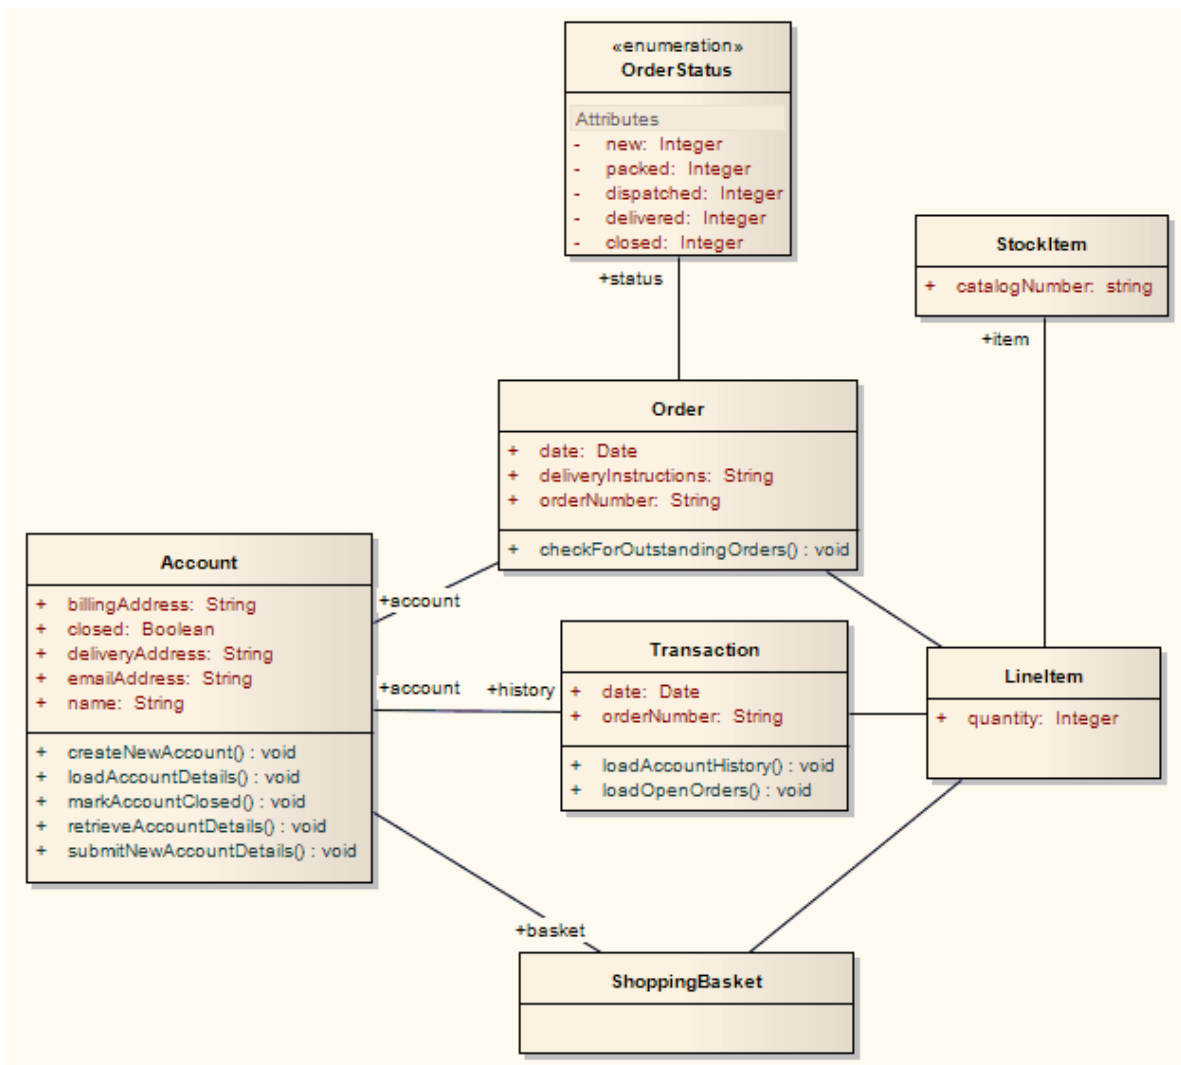 «enumeration»
OrderStatus
Attributes
- new: Integer
- packed: Integer
- dispatched: Integer
- delivered: Integer
- closed: Integer
+status
StockItem
+ catalogNumber: string
+item
Order
+ date: Date
+ deliveryInstructions: String
+ orderNumber: String
+ checkForOutstandingOrders() : void
Account
+ billingAddress: String
+ closed: Boolean
+ deliveryAddress: String
+ emailAddress: String
+ name: String
+ createNewAccount() : void
+ loadAccountDetails() : void
+ markAccountClosed() : void
+ retrieveAccountDetails() : void
+ submitNewAccountDetails() : void
+account
+account
+history
Transaction
+ date: Date
+ orderNumber: String
+ loadAccountHistory() : void
+ loadOpenOrders() : void
LineItem
+ quantity: Integer
+basket
ShoppingBasket